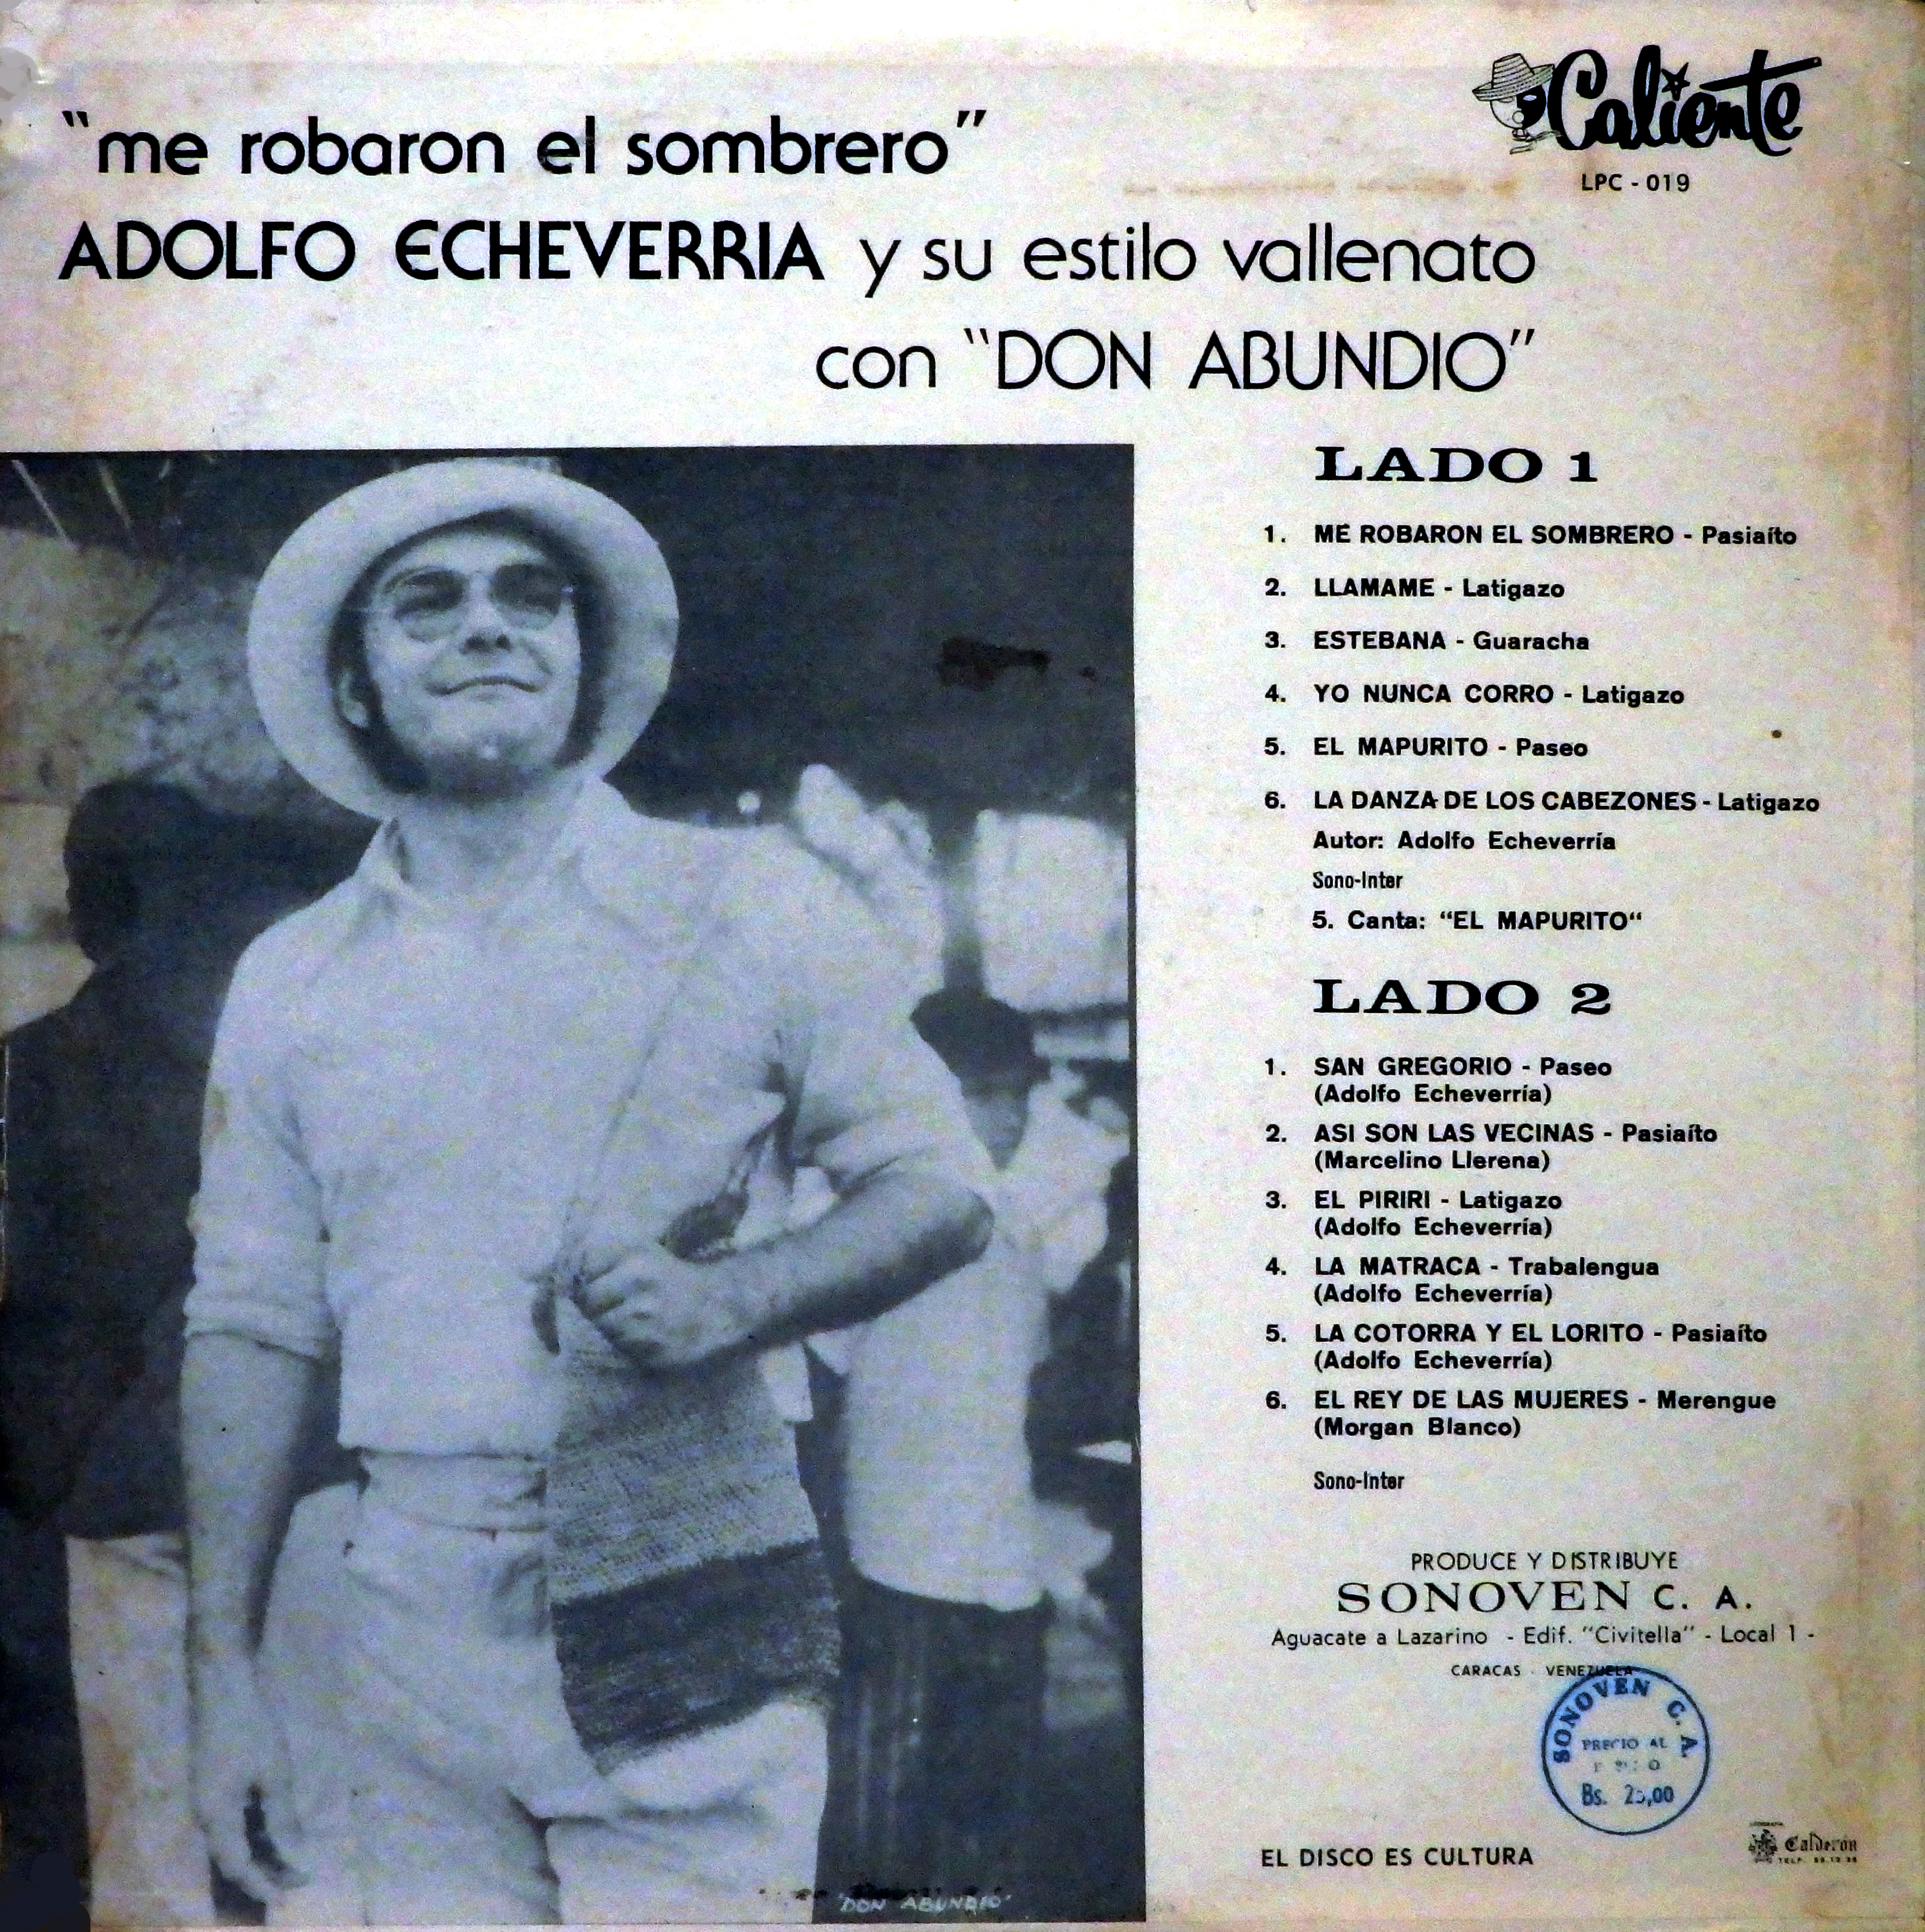 "me robaron el sombrero"
Caliente
LPC - 019
ADOLFO ECHEVERRIA y su estilo vallenato
con "DON ABUNDIO"
LADO 1
1. ME ROBARON EL SOMBRERO - Pasiaíto
2. LLAMAME - Latigazo
3. ESTEBANA - Guaracha
4. YO NUNCA CORRO - Latigazo
5. EL MAPURITO - Paseo
6. LA DANZA DE LOS CABEZONES - Latigazo
Autor: Adolfo Echeverría
Sono-Inter
5. Canta: "EL MAPURITO"
LADO 2
1. SAN GREGORIO - Paseo
(Adolfo Echeverría)
2. ASI SON LAS VECINAS - Pasiaíto
(Marcelino Llerena)
3. EL PIRIRI - Latigazo
(Adolfo Echeverría)
4. LA MATRACA - Trabalengua
(Adolfo Echeverría)
5. LA COTORRA Y EL LORITO - Pasiaíto
(Adolfo Echeverría)
6. EL REY DE LAS MUJERES - Merengue
(Morgan Blanco)
Sono-Inter
PRODUCE Y DISTRIBUYE
SONOVEN C. A.
Aguacate a Lazarino - Edif. "Civitella" - Local 1 -
CARACAS - VENEZUELA
SONOVEN C. A.
PRECIO AL
Bs.
EL DISCO ES CULTURA
Calderón
TELF.
"DON ABUNDIO"